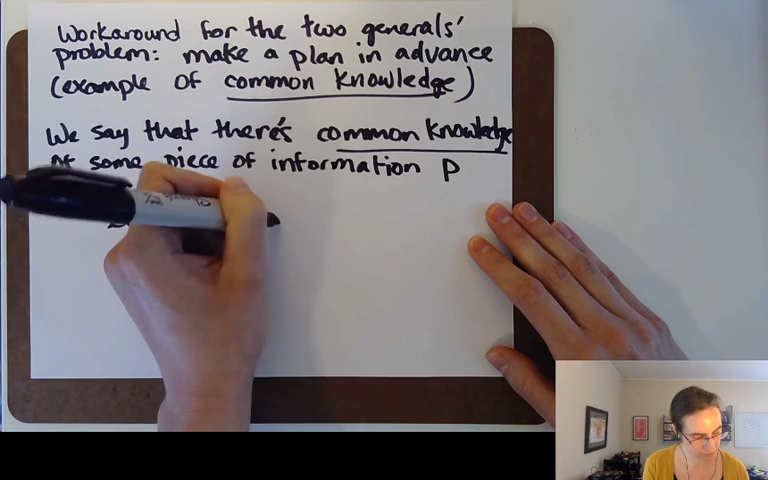 Workaround for the two generals'
problem: make a plan in advance
(example of common knowledge)
We say that there's common knowledge
of some piece of information p